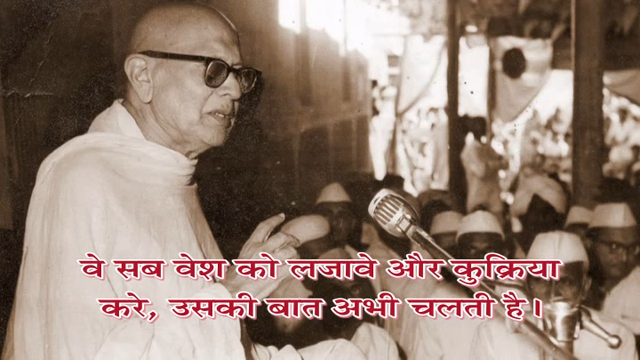 वे सब वेश को लजावे और कुक्रिया
करे, उसकी बात अभी चलती है।